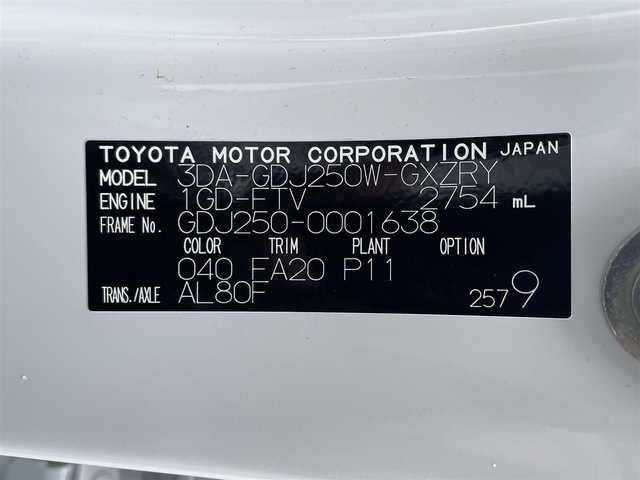 TOYOTA MOTOR CORPORATION JAPAN
MODEL 3DA-GDJ250W-GXZRY
ENGINE 1GD-FTV 2754 mL
FRAME No. GDJ250-0001638
COLOR TRIM PLANT OPTION
040 FA20 P11
TRANS./AXLE AL80F 2579